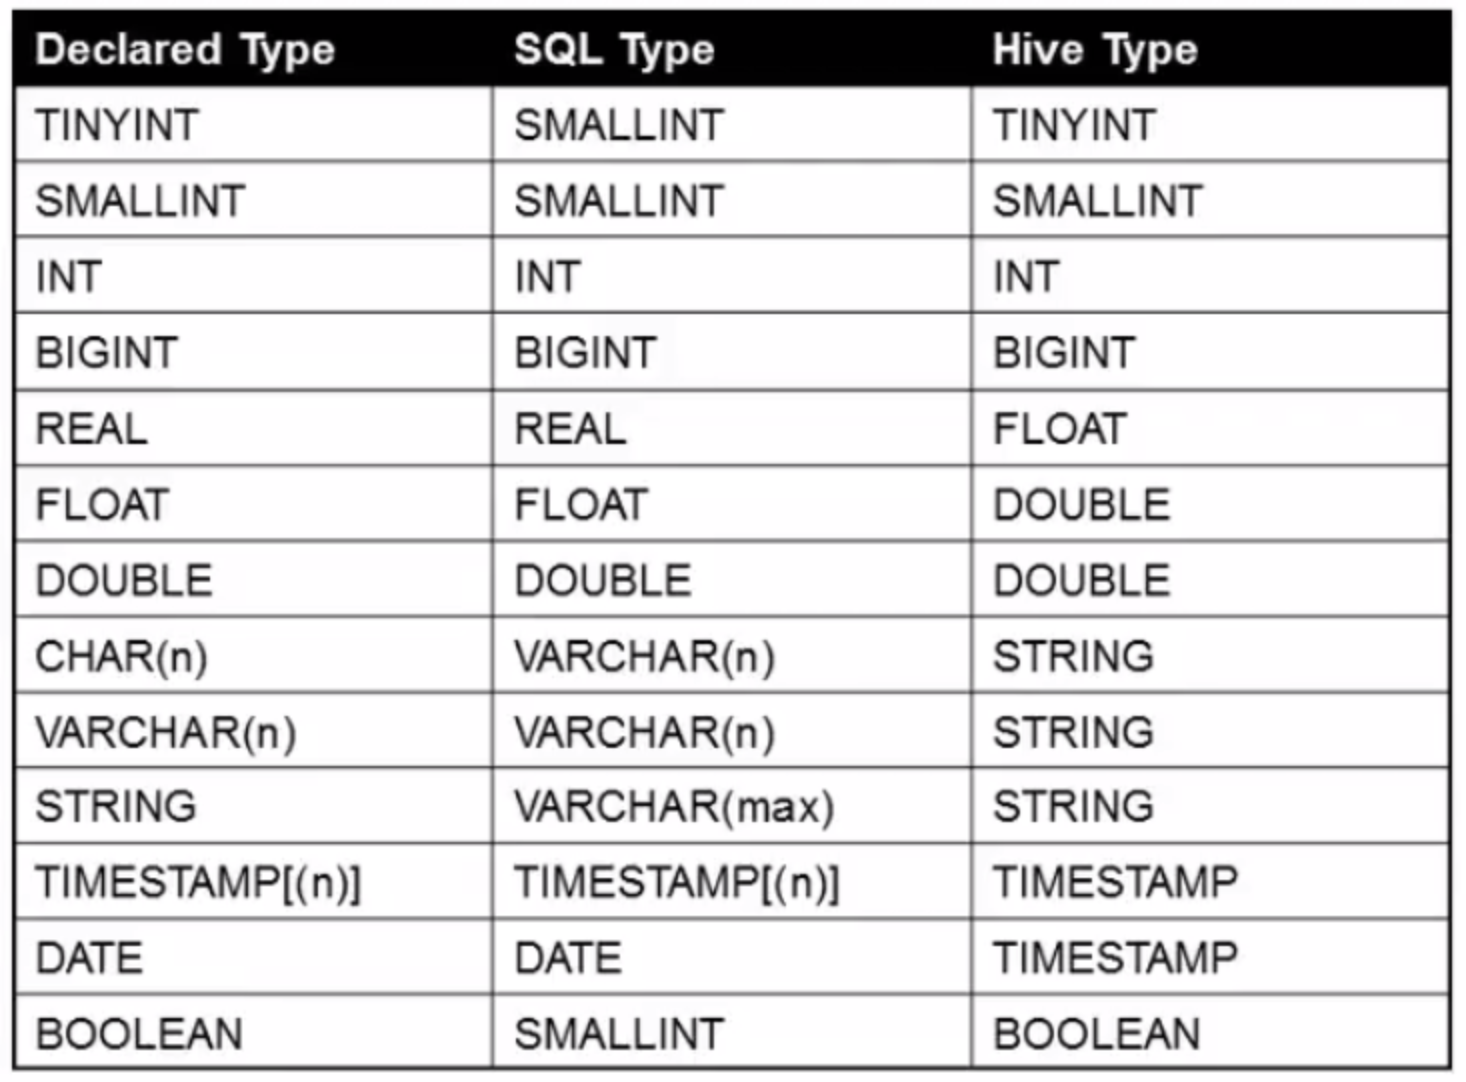 Declared Type SQL Type Hive Type
TINYINT SMALLINT TINYINT
SMALLINT SMALLINT SMALLINT
INT INT INT
BIGINT BIGINT BIGINT
REAL REAL FLOAT
FLOAT FLOAT DOUBLE
DOUBLE DOUBLE DOUBLE
CHAR(n) VARCHAR(n) STRING
VARCHAR(n) VARCHAR(n) STRING
STRING VARCHAR(max) STRING
TIMESTAMP[(n)] TIMESTAMP[(n)] TIMESTAMP
DATE DATE TIMESTAMP
BOOLEAN SMALLINT BOOLEAN